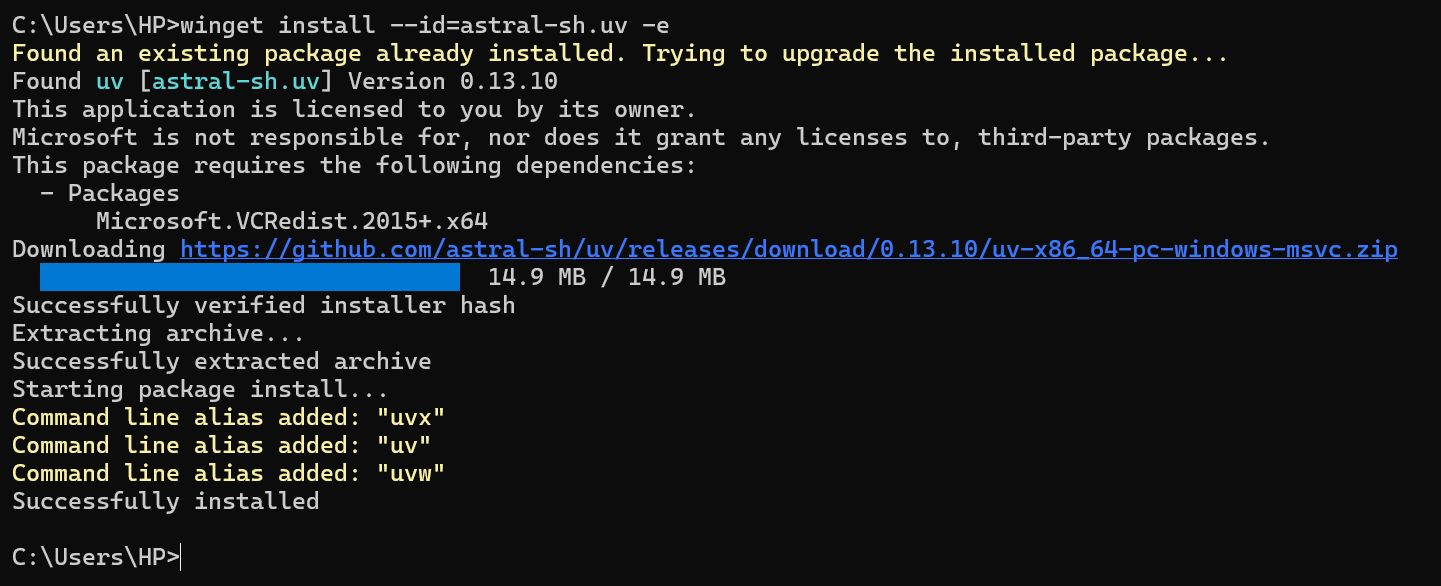 C:\Users\HP>winget install --id=astral-sh.uv -e
Found an existing package already installed. Trying to upgrade the installed package...
Found uv [astral-sh.uv] Version 0.13.10
This application is licensed to you by its owner.
Microsoft is not responsible for, nor does it grant any licenses to, third-party packages.
This package requires the following dependencies:
  - Packages
      Microsoft.VCRedist.2015+.x64
Downloading https://github.com/astral-sh/uv/releases/download/0.13.10/uv-x86_64-pc-windows-msvc.zip
14.9 MB / 14.9 MB
Successfully verified installer hash
Extracting archive...
Successfully extracted archive
Starting package install...
Command line alias added: "uvx"
Command line alias added: "uv"
Command line alias added: "uvw"
Successfully installed
C:\Users\HP>